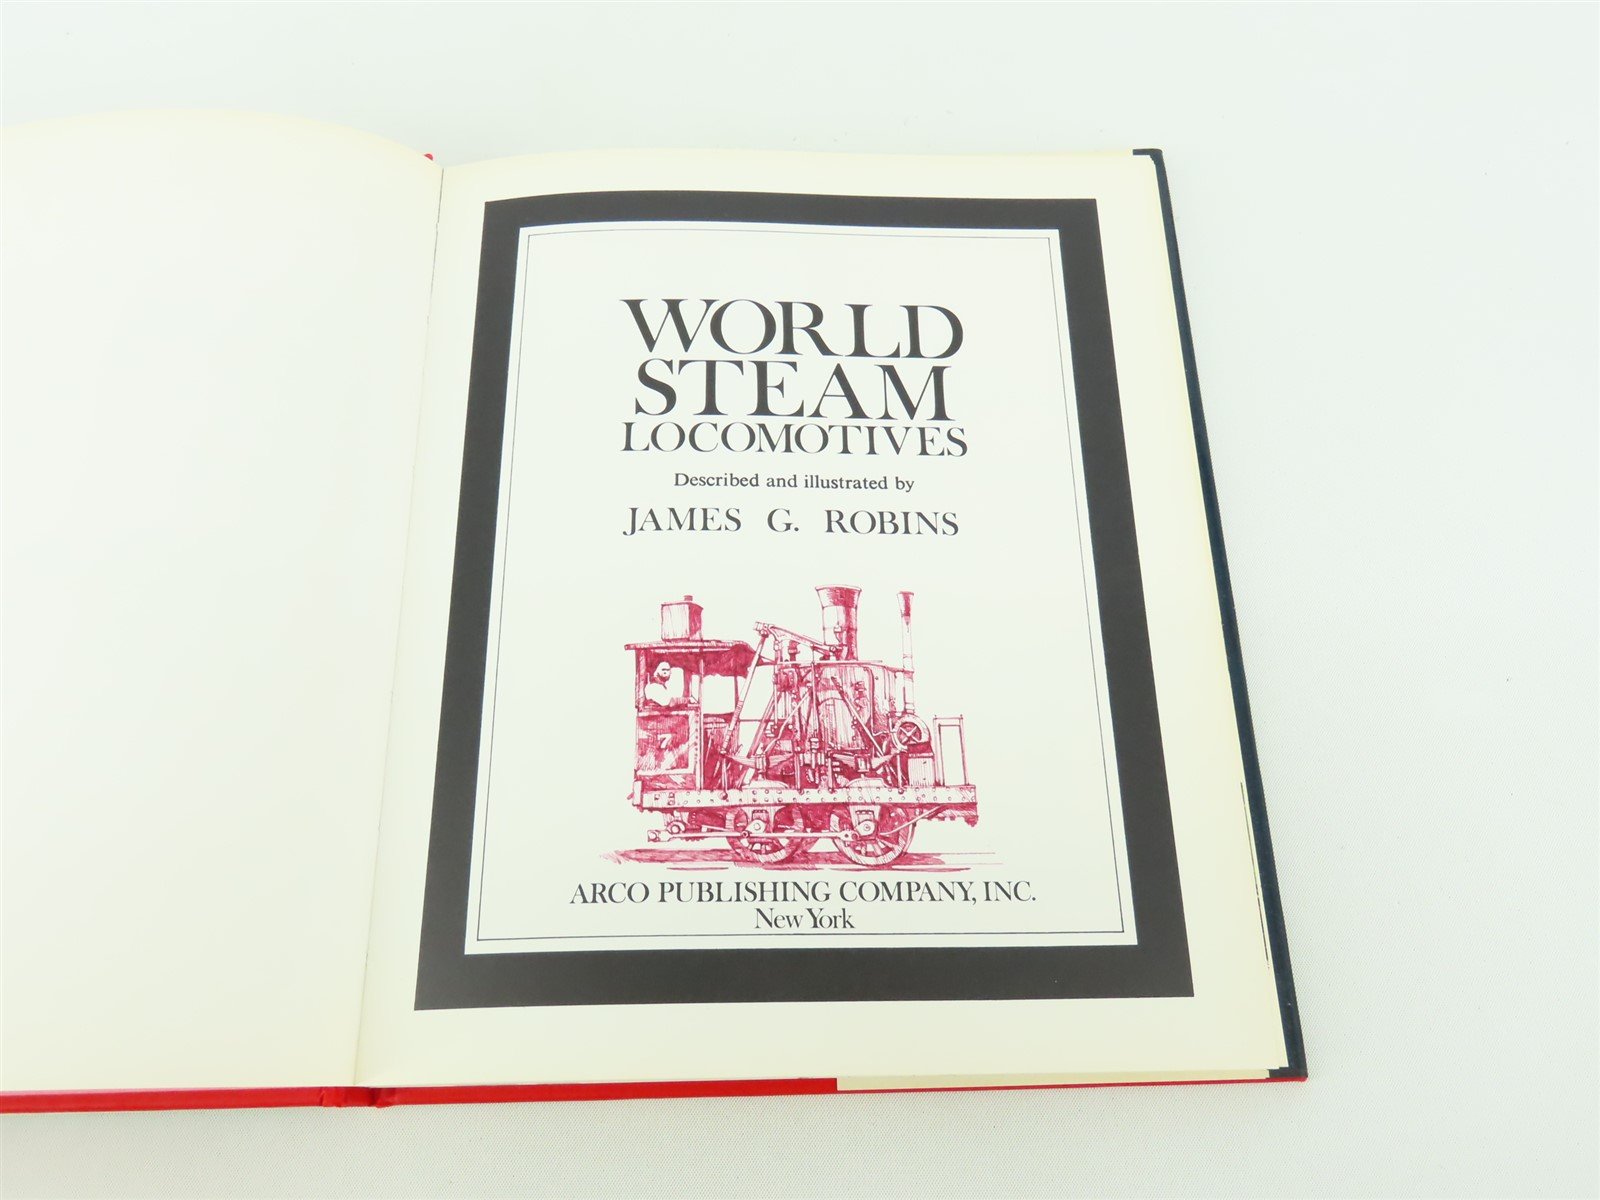 WORLD
STEAM
LOCOMOTIVES
Described and illustrated by
JAMES G. ROBINS
7
ARCO PUBLISHING COMPANY, INC.
New York